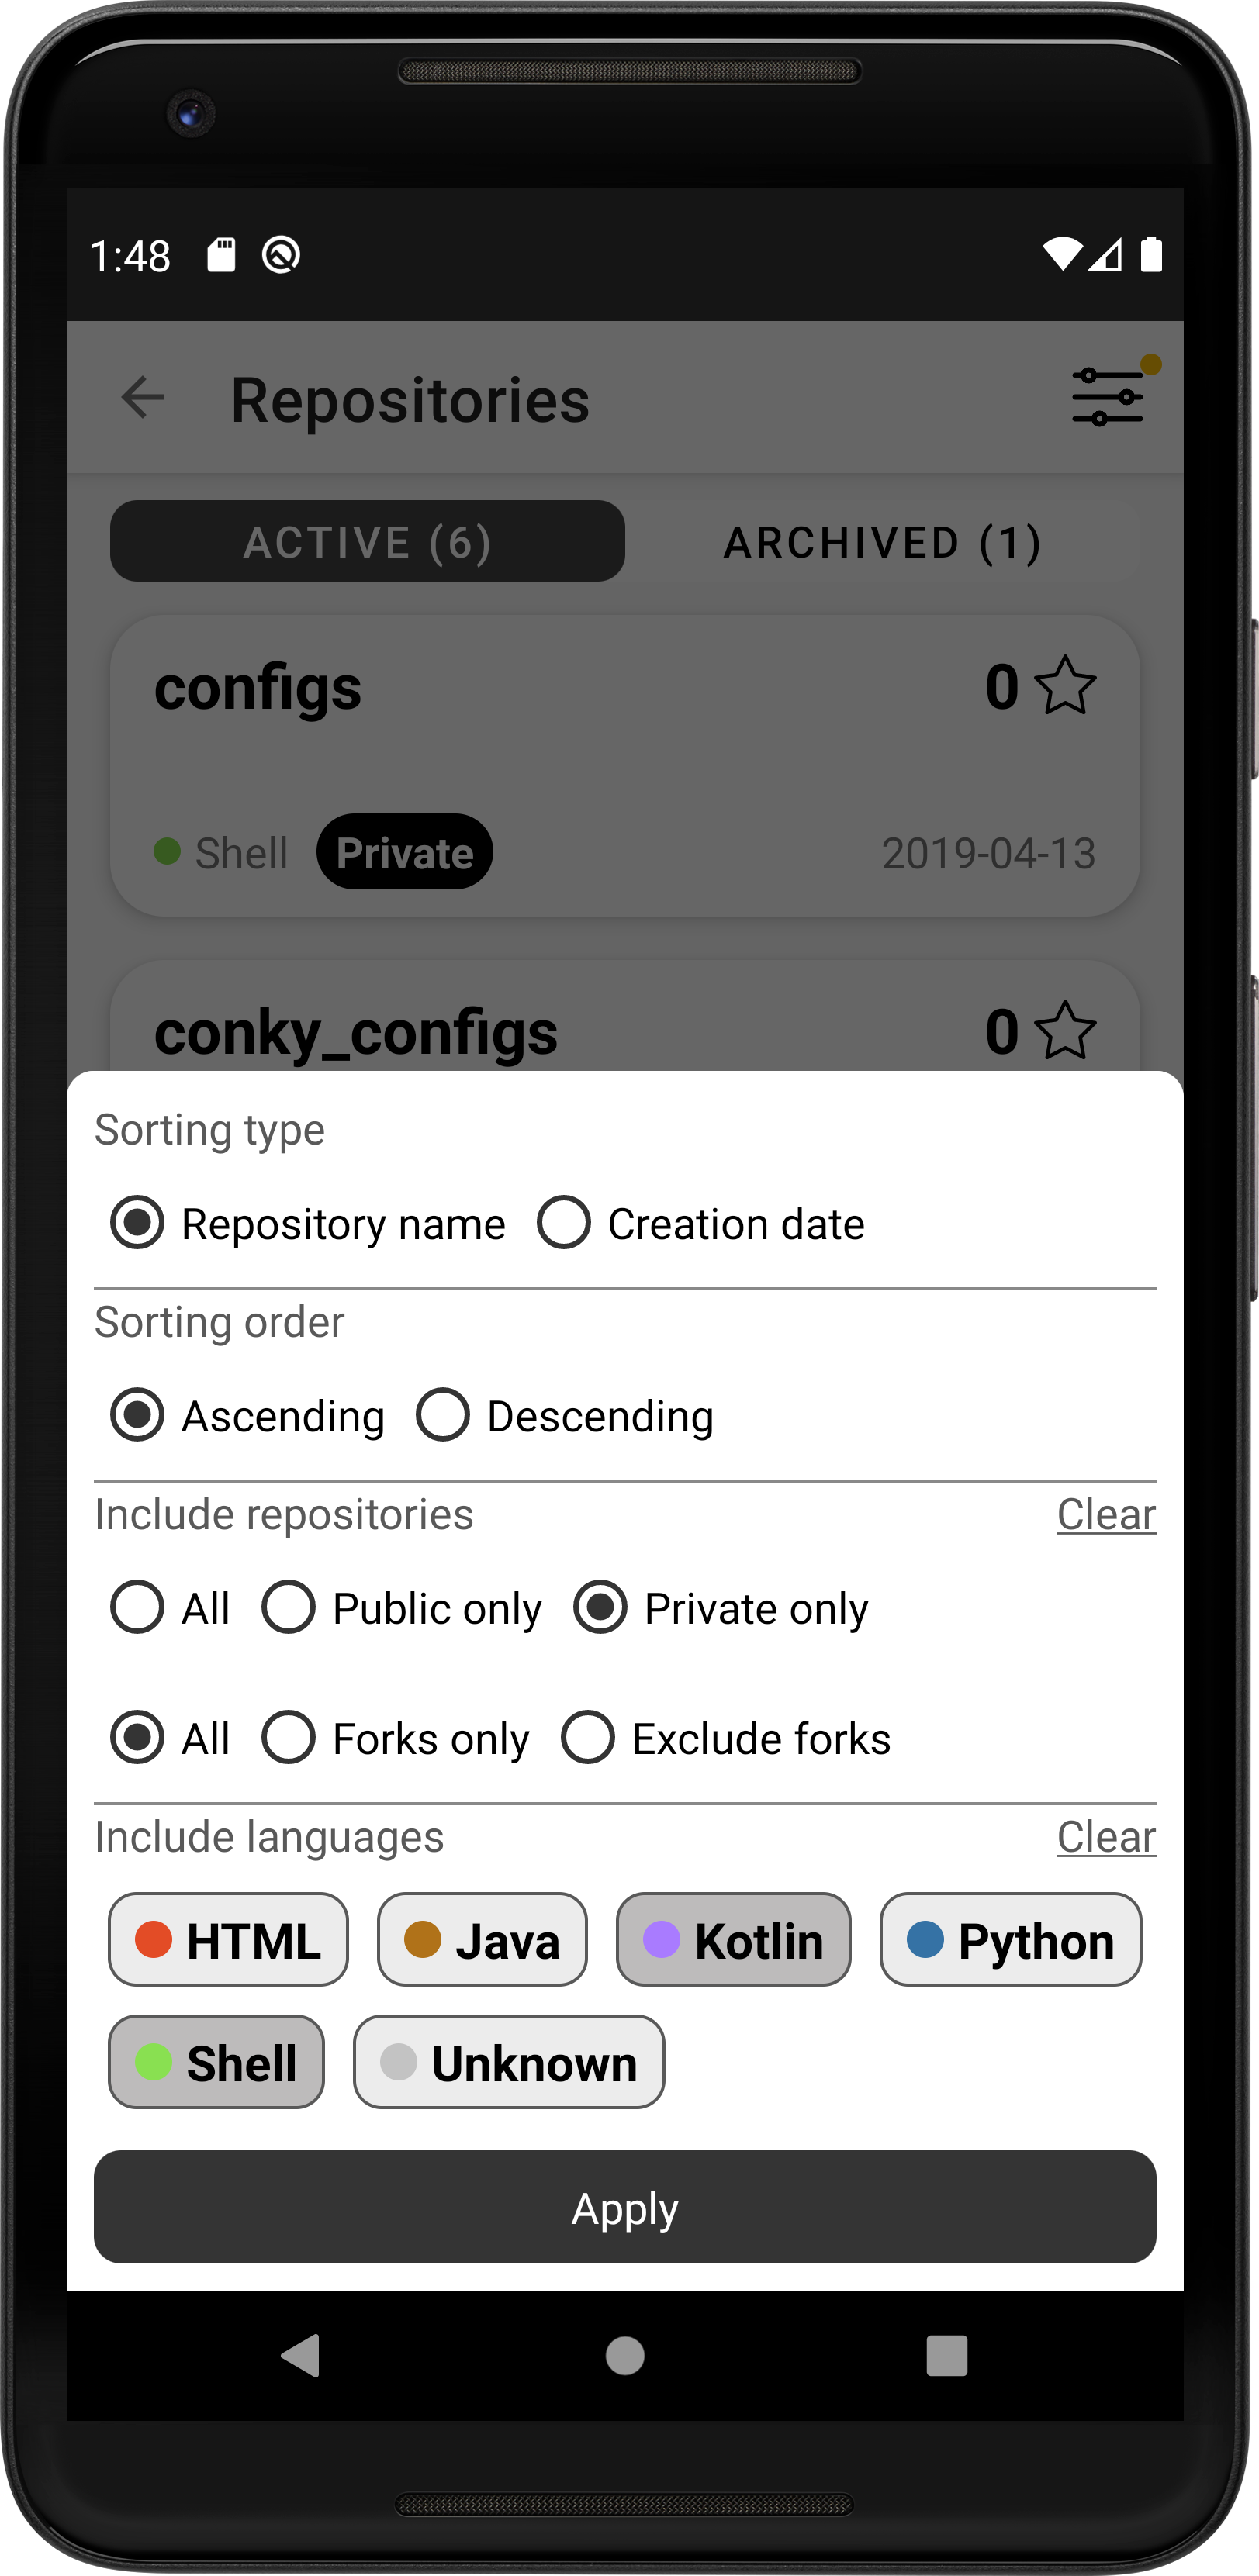 1:48
Repositories
ACTIVE (6) ARCHIVED (1)
configs 0
Shell Private 2019-04-13
conky_configs 0
Sorting type
Repository name Creation date
Sorting order
Ascending Descending
Include repositories Clear
All Public only Private only
All Forks only Exclude forks
Include languages Clear
HTML Java Kotlin Python
Shell Unknown
Apply